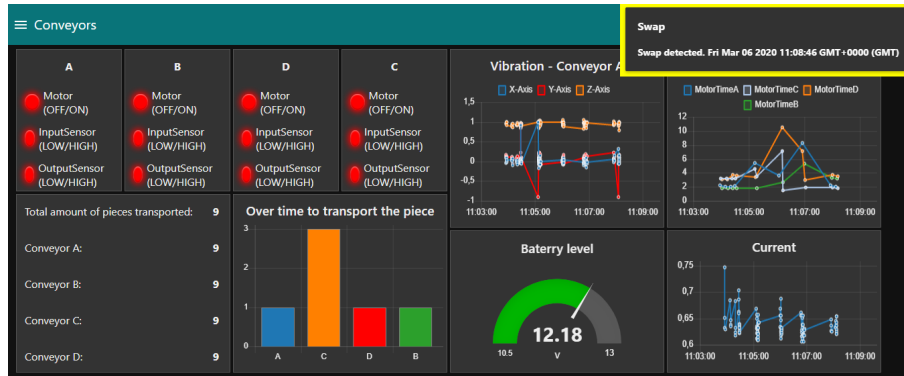 Conveyors
Swap
Swap detected. Fri Mar 06 2020 11:08:46 GMT+0000 (GMT)
A
Motor
(OFF/ON)
InputSensor
(LOW/HIGH)
OutputSensor
(LOW/HIGH)
B
Motor
(OFF/ON)
InputSensor
(LOW/HIGH)
OutputSensor
(LOW/HIGH)
D
Motor
(OFF/ON)
InputSensor
(LOW/HIGH)
OutputSensor
(LOW/HIGH)
C
Motor
(OFF/ON)
InputSensor
(LOW/HIGH)
OutputSensor
(LOW/HIGH)
Vibration - Conveyor A
X-Axis Y-Axis Z-Axis
1,5
1
0,5
0
-0,5
-1
11:03:00 11:05:00 11:07:00 11:09:00
MotorTimeA MotorTimeC MotorTimeD
MotorTimeB
12
10
8
6
4
2
0
11:03:00 11:05:00 11:07:00 11:09:00
Total amount of pieces transported: 9
Conveyor A: 9
Conveyor B: 9
Conveyor C: 9
Conveyor D: 9
Over time to transport the piece
3
2
1
0
A C D B
Baterry level
12.18
10.5 V 13
Current
0,75
0,7
0,65
0,6
11:03:00 11:05:00 11:07:00 11:09:00